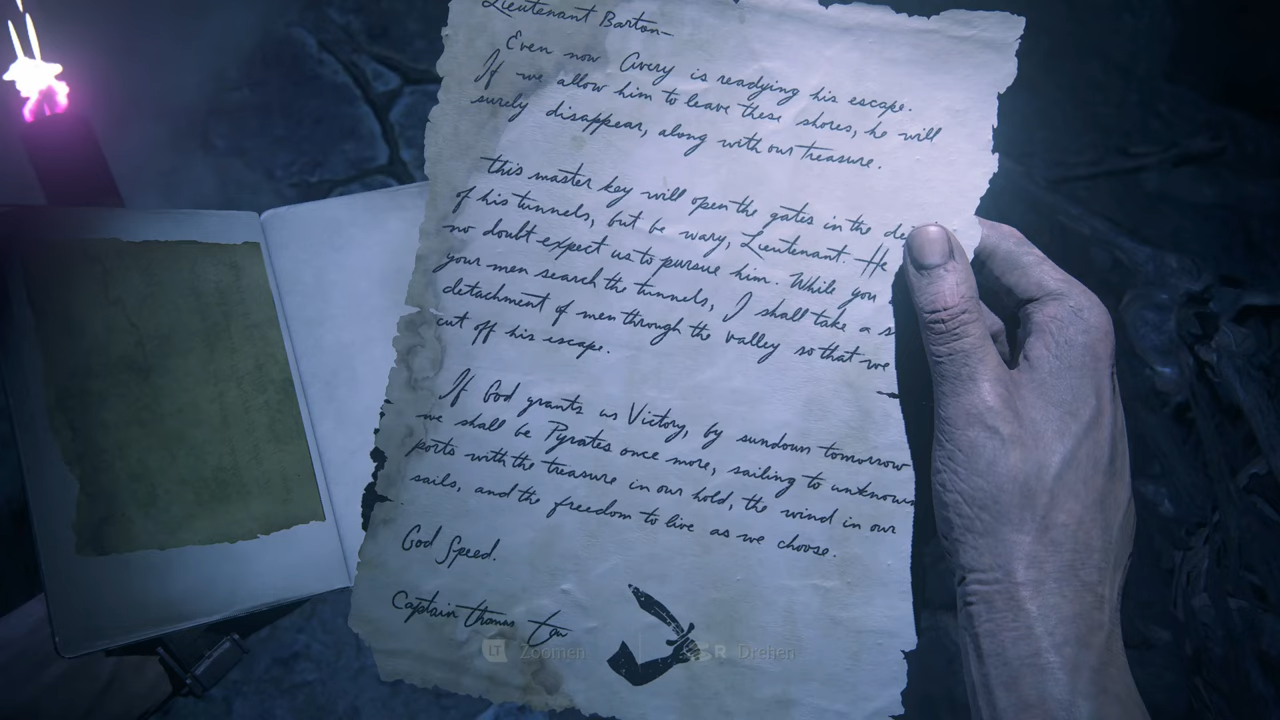 Lieutenant Barton—
Even now Avery is readying his escape.
If we allow him to leave these shores, he will
surely disappear, along with our treasure.
this master key will open the gates in the de
of his tunnels, but be wary, Lieutenant. He
no doubt expect us to pursue him. While you
your men search the tunnels, I shall take a s
detachment of men through the valley so that we
cut off his escape.
If God grants us Victory, by sundown tomorrow
we shall be Pyrates once more, sailing to unknown
ports with the treasure in our hold, the wind in our
sails, and the freedom to live as we choose.
God Speed.
Captain Thomas Tew
LT Zoomen R Drehen